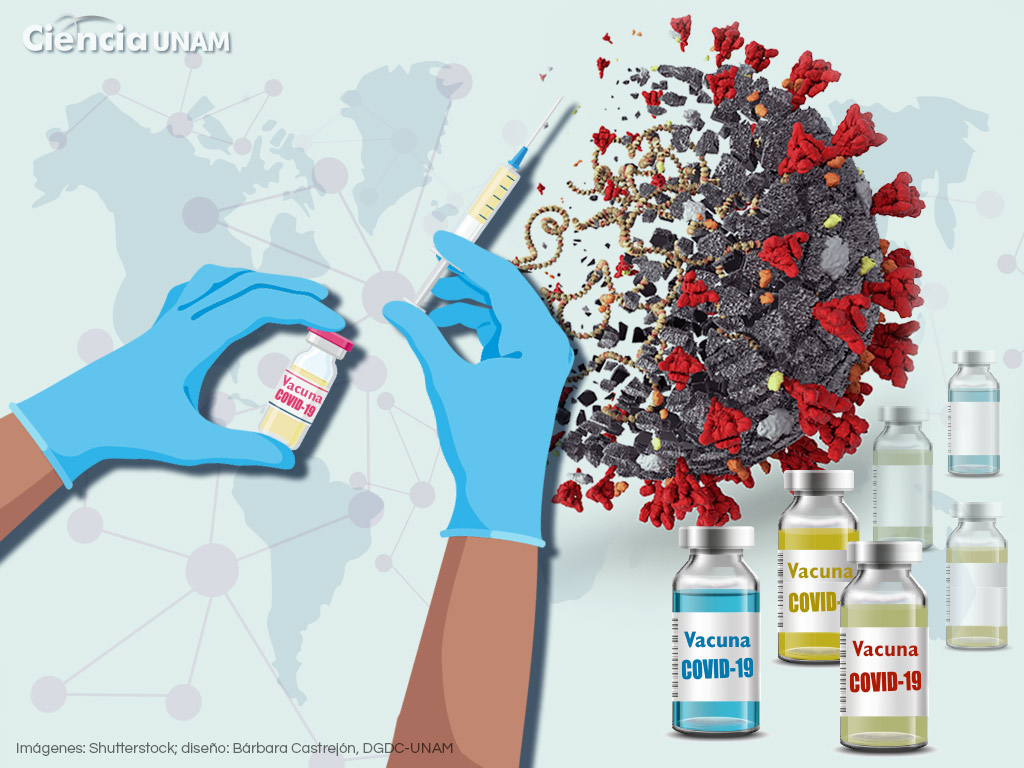 Ciencia UNAM
Vacuna
COVID-19
Vacuna
COVID-
Vacuna
COVID-19
Vacuna
COVID-19
Imágenes: Shutterstock; diseño: Bárbara Castrejón, DGDC-UNAM